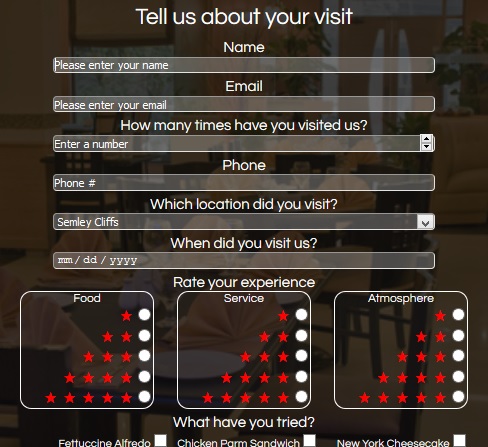 Tell us about your visit
Name
Please enter your name
Email
Please enter your email
How many times have you visited us?
Enter a number
Phone
Phone #
Which location did you visit?
Semley Cliffs
When did you visit us?
mm / dd / yyyy
Rate your experience
Food Service Atmosphere
What have you tried?
Fettuccine Alfredo Chicken Parm Sandwich New York Cheesecake